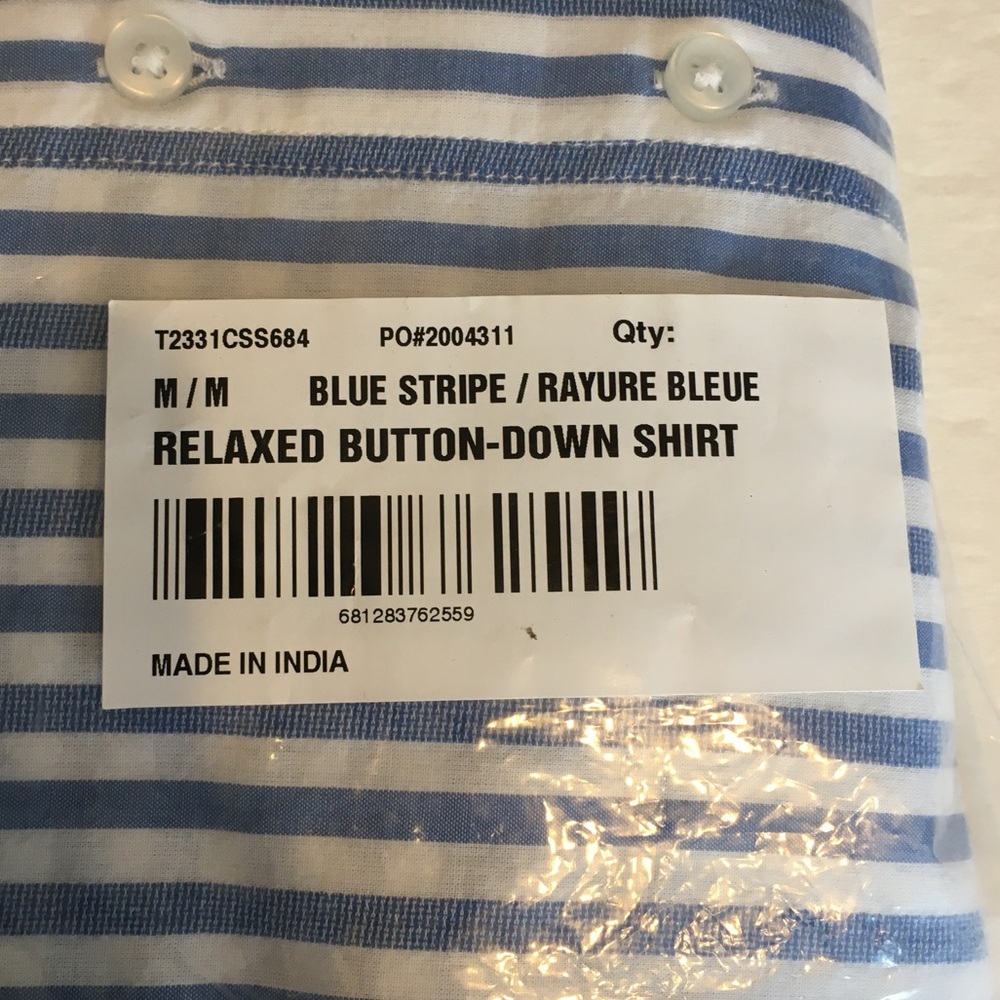 T2331CSS684 PO#2004311 Qty:
M / M BLUE STRIPE / RAYURE BLEUE
RELAXED BUTTON-DOWN SHIRT
681283762559
MADE IN INDIA